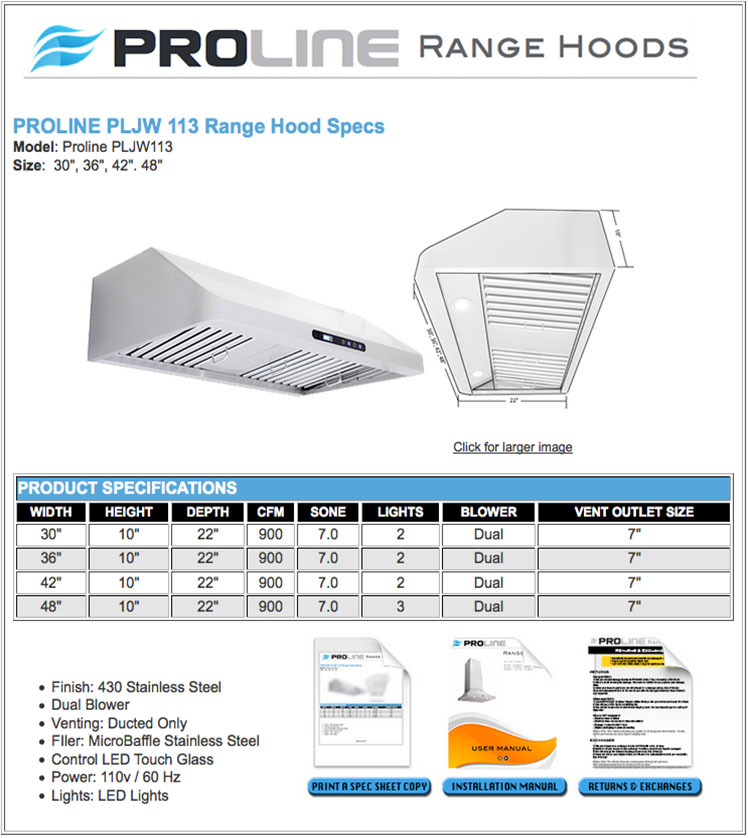 PROLINE RANGE HOODS
PROLINE PLJW 113 Range Hood Specs
Model: Proline PLJW113
Size: 30", 36", 42". 48"
10"
30", 36", 42", 48"
22"
Click for larger image
PRODUCT SPECIFICATIONS
WIDTH HEIGHT DEPTH CFM SONE LIGHTS BLOWER VENT OUTLET SIZE
30" 10" 22" 900 7.0 2 Dual 7"
36" 10" 22" 900 7.0 2 Dual 7"
42" 10" 22" 900 7.0 2 Dual 7"
48" 10" 22" 900 7.0 3 Dual 7"
• Finish: 430 Stainless Steel
• Dual Blower
• Venting: Ducted Only
• FIler: MicroBaffle Stainless Steel
• Control LED Touch Glass
• Power: 110v / 60 Hz
• Lights: LED Lights
PROLINE RANGE
PROLINE RANGE
USER MANUAL
PROLINE
RETURNS & EXCHANGES
PRINT A SPEC SHEET COPY
INSTALLATION MANUAL
RETURNS & EXCHANGES